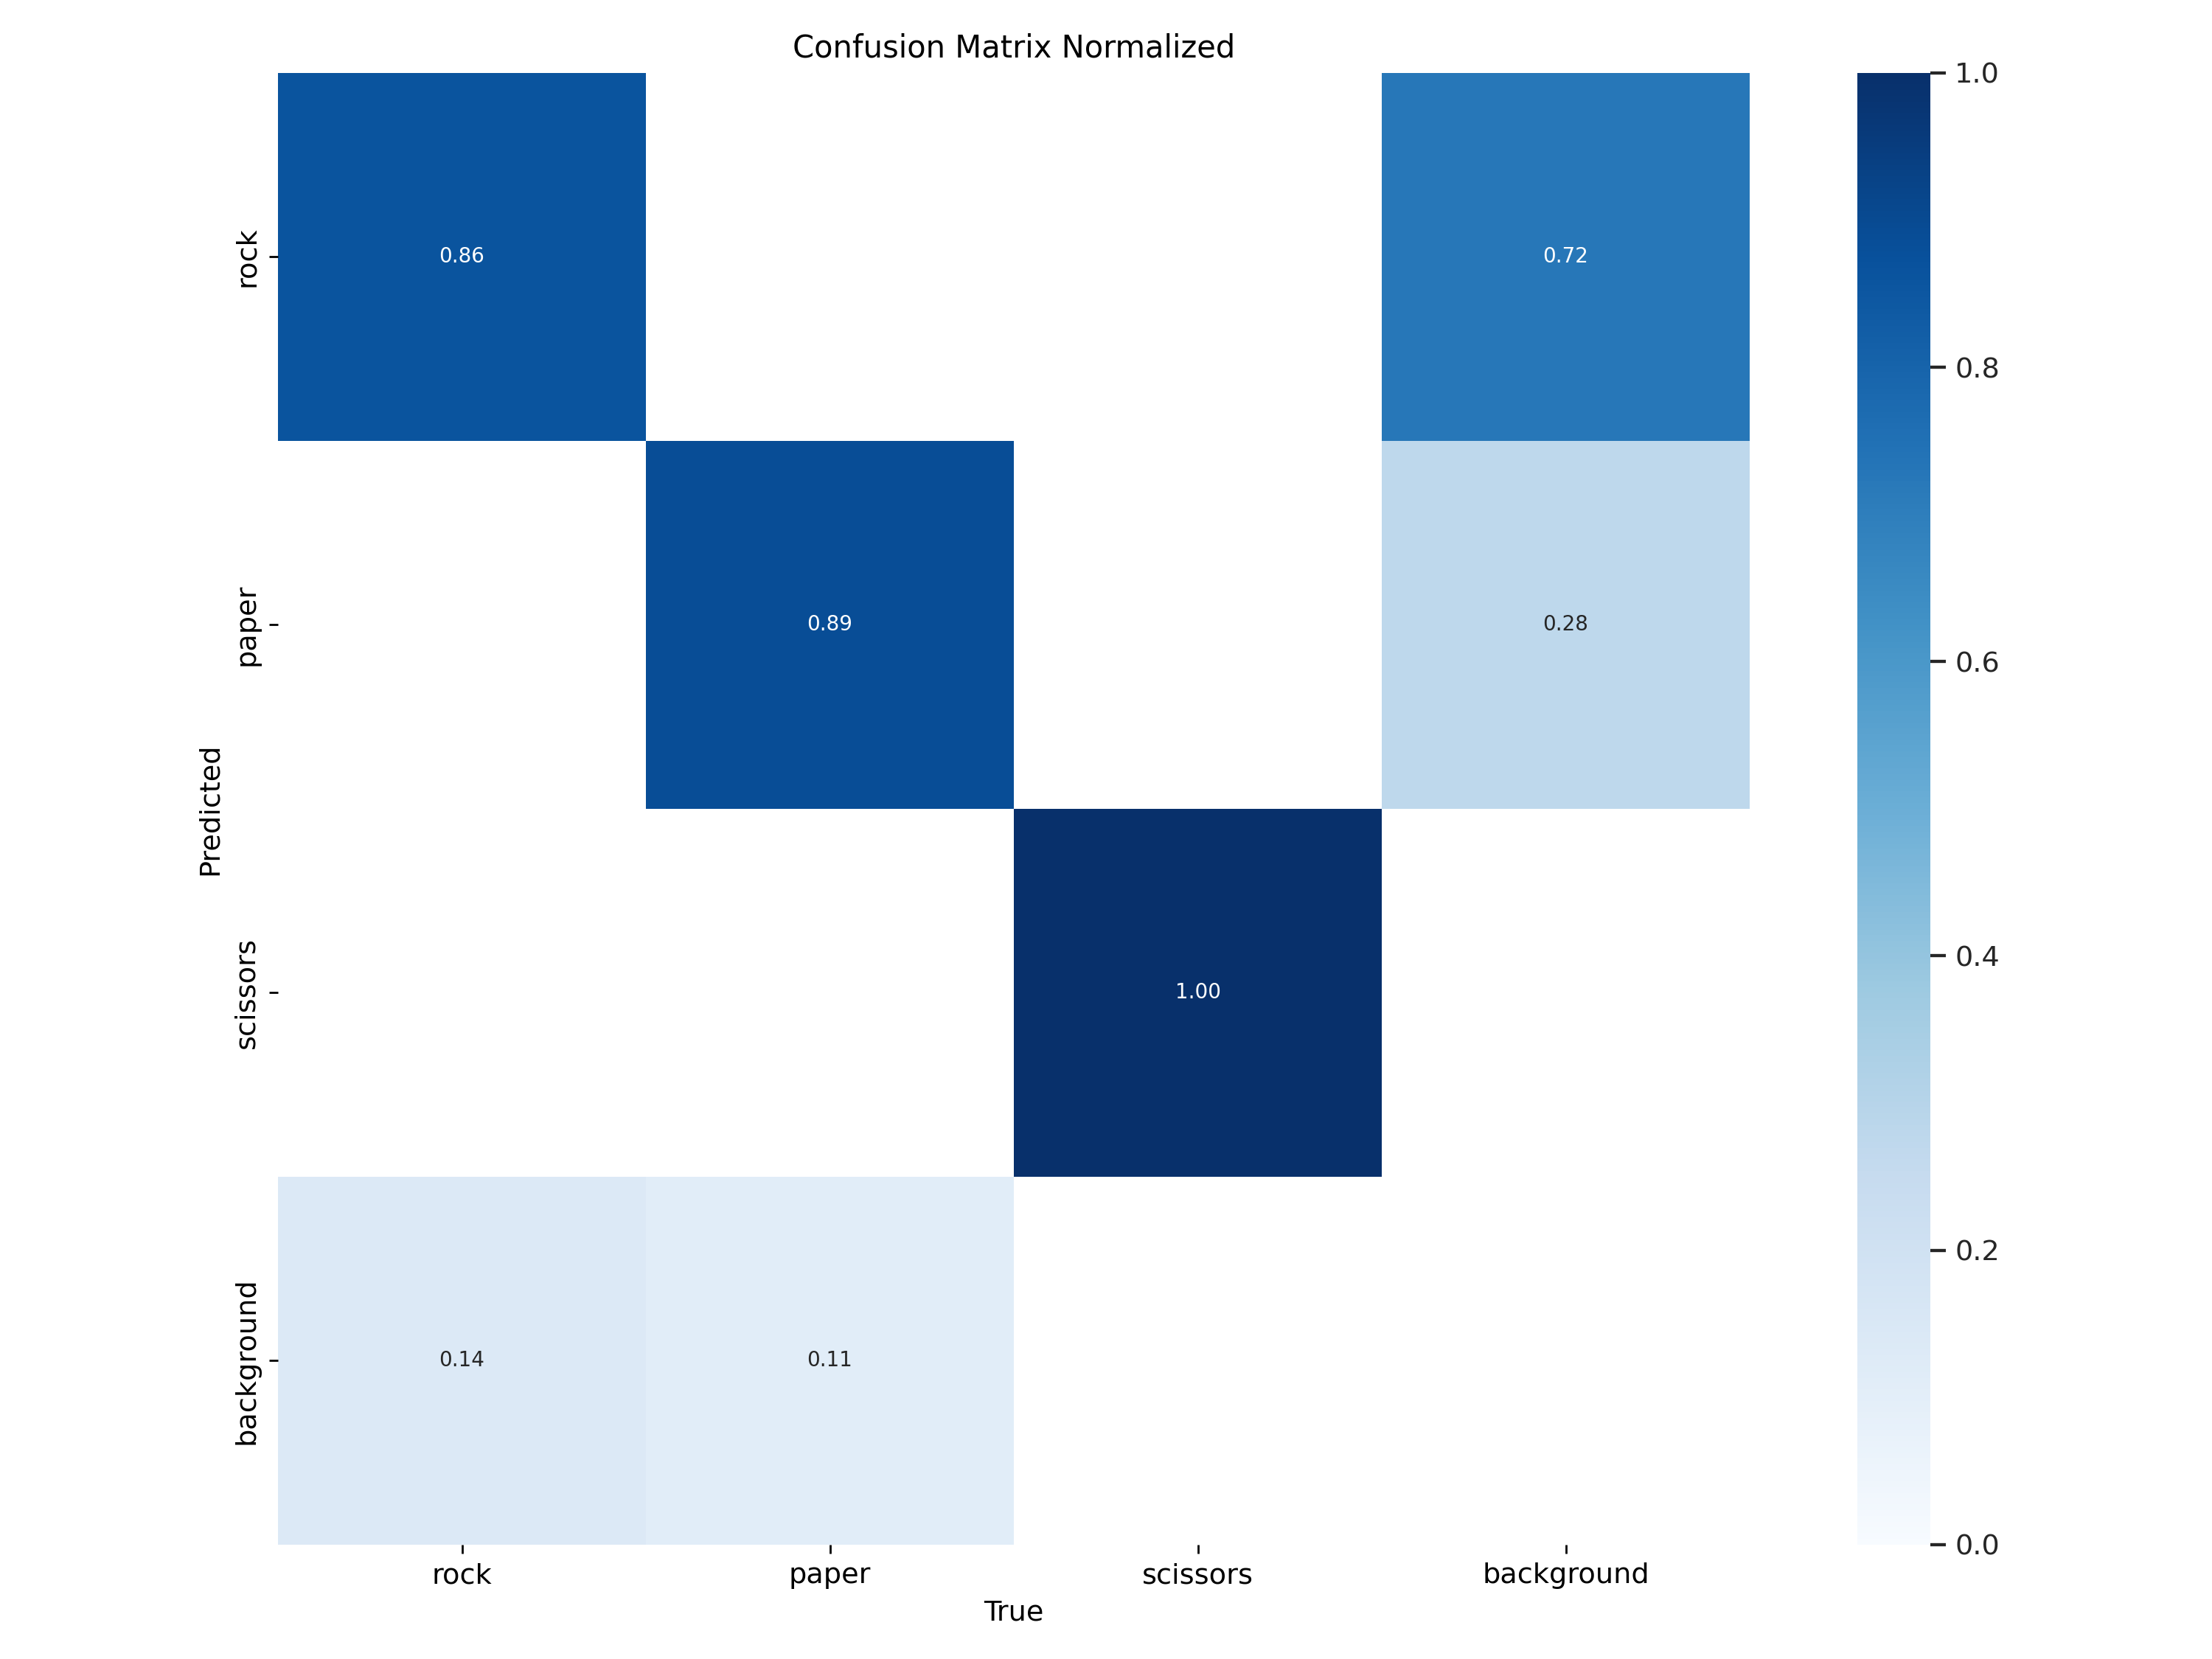 Confusion Matrix Normalized
rock
0.86
0.72
paper
0.89
0.28
scissors
1.00
background
0.14
0.11
rock
paper
scissors
background
True
Predicted
1.0
0.8
0.6
0.4
0.2
0.0